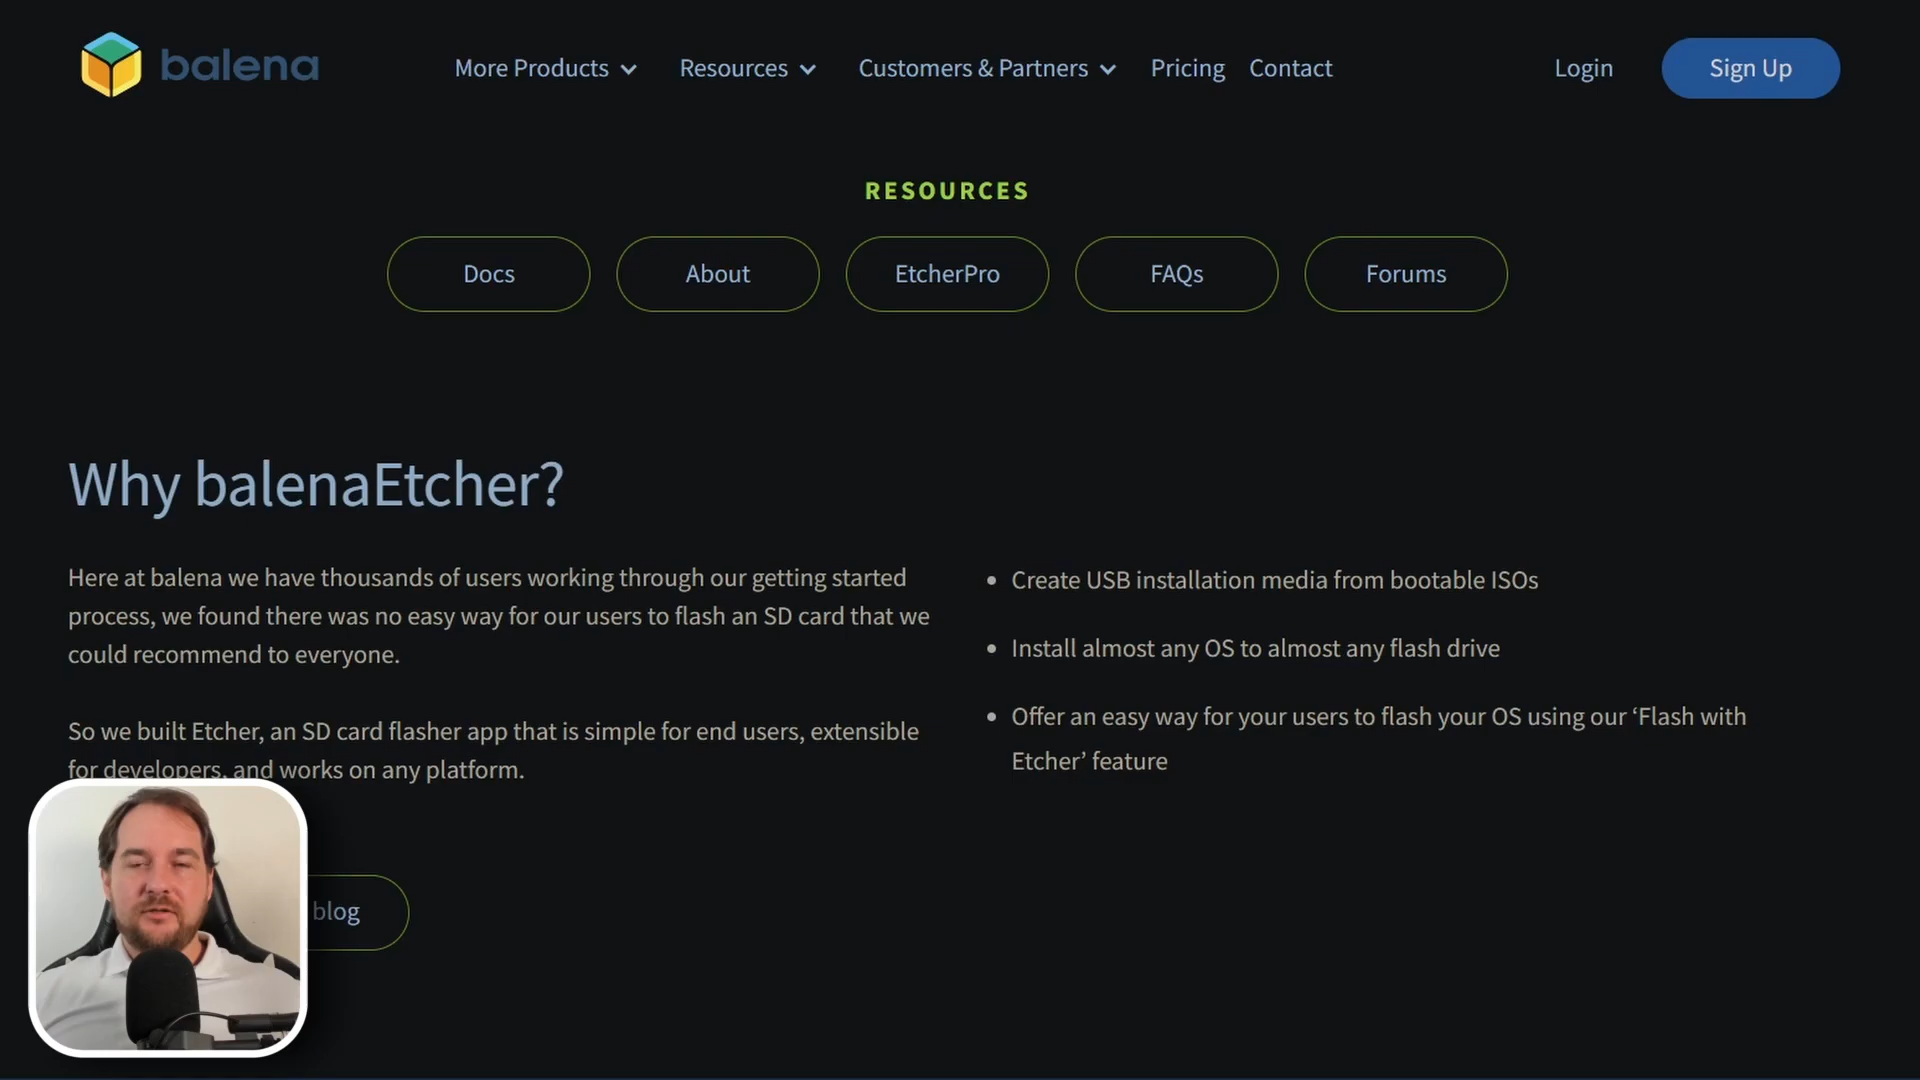 balena
More Products
Resources
Customers & Partners
Pricing
Contact
Login
Sign Up
RESOURCES
Docs
About
EtcherPro
FAQs
Forums
Why balenaEtcher?
Here at balena we have thousands of users working through our getting started
process, we found there was no easy way for our users to flash an SD card that we
could recommend to everyone.
So we built Etcher, an SD card flasher app that is simple for end users, extensible
for developers, and works on any platform.
blog
• Create USB installation media from bootable ISOs
• Install almost any OS to almost any flash drive
• Offer an easy way for your users to flash your OS using our ‘Flash with
Etcher’ feature